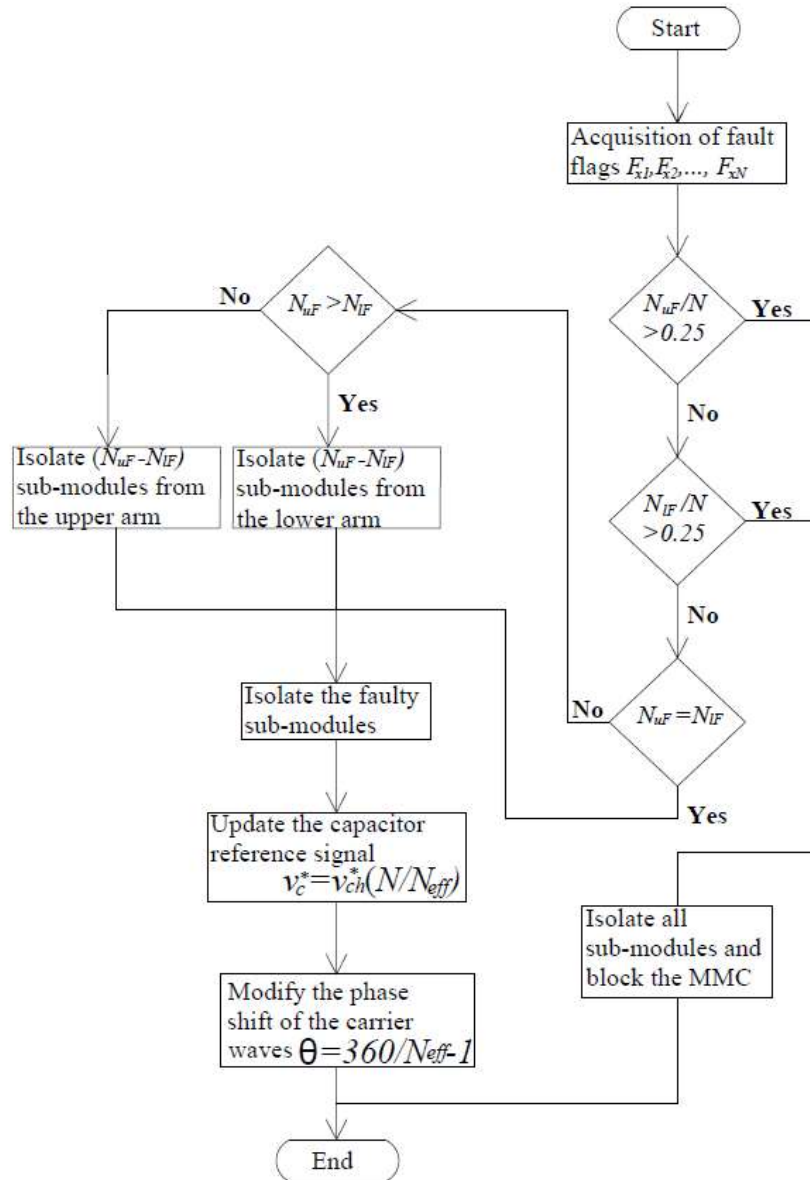 Start
Acquisition of fault
flags Fx1,Fx2,..., FxN
NuF/N
>0.25
Yes
No
NlF/N
>0.25
Yes
No
NuF=NlF
No
Yes
NuF>NlF
No
Yes
Isolate (NuF-NlF)
sub-modules from
the upper arm
Isolate (NuF-NlF)
sub-modules from
the lower arm
Isolate the faulty
sub-modules
Update the capacitor
reference signal
vc*=vch*(N/Neff)
Modify the phase
shift of the carrier
waves θ=360/Neff-1
Isolate all
sub-modules and
block the MMC
End